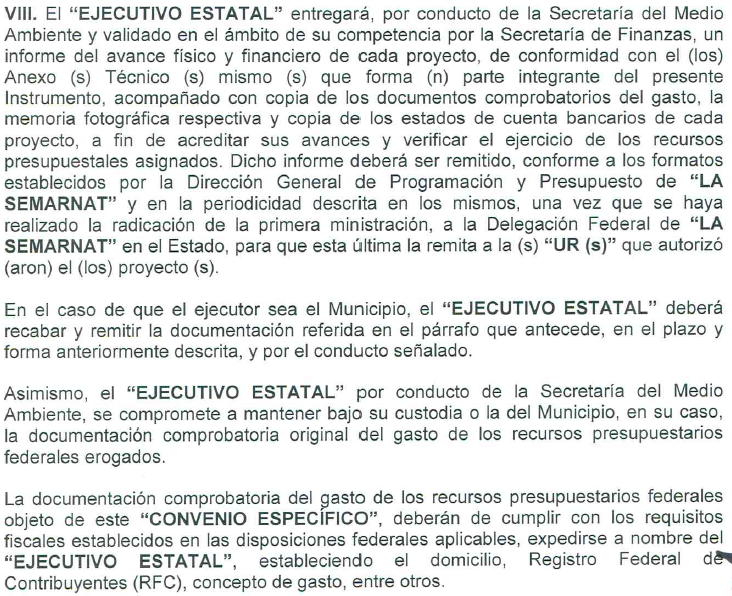 VIII. El “EJECUTIVO ESTATAL” entregará, por conducto de la Secretaría del Medio
Ambiente y validado en el ámbito de su competencia por la Secretaría de Finanzas, un
informe del avance físico y financiero de cada proyecto, de conformidad con el (los)
Anexo (s) Técnico (s) mismo (s) que forma (n) parte integrante del presente
Instrumento, acompañado con copia de los documentos comprobatorios del gasto, la
memoria fotográfica respectiva y copia de los estados de cuenta bancarios de cada
proyecto, a fin de acreditar sus avances y verificar el ejercicio de los recursos
presupuestales asignados. Dicho informe deberá ser remitido, conforme a los formatos
establecidos por la Dirección General de Programación y Presupuesto de “LA
SEMARNAT” y en la periodicidad descrita en los mismos, una vez que se haya
realizado la radicación de la primera ministración, a la Delegación Federal de “LA
SEMARNAT” en el Estado, para que esta última la remita a la (s) “UR (s)” que autorizó
(aron) el (los) proyecto (s).
En el caso de que el ejecutor sea el Municipio, el “EJECUTIVO ESTATAL” deberá
recabar y remitir la documentación referida en el párrafo que antecede, en el plazo y
forma anteriormente descrita, y por el conducto señalado.
Asimismo, el “EJECUTIVO ESTATAL” por conducto de la Secretaría del Medio
Ambiente, se compromete a mantener bajo su custodia o la del Municipio, en su caso,
la documentación comprobatoria original del gasto de los recursos presupuestarios
federales erogados.
La documentación comprobatoria del gasto de los recursos presupuestarios federales
objeto de este “CONVENIO ESPECÍFICO”, deberán de cumplir con los requisitos
fiscales establecidos en las disposiciones federales aplicables, expedirse a nombre del
“EJECUTIVO ESTATAL”, estableciendo el domicilio, Registro Federal de
Contribuyentes (RFC), concepto de gasto, entre otros.